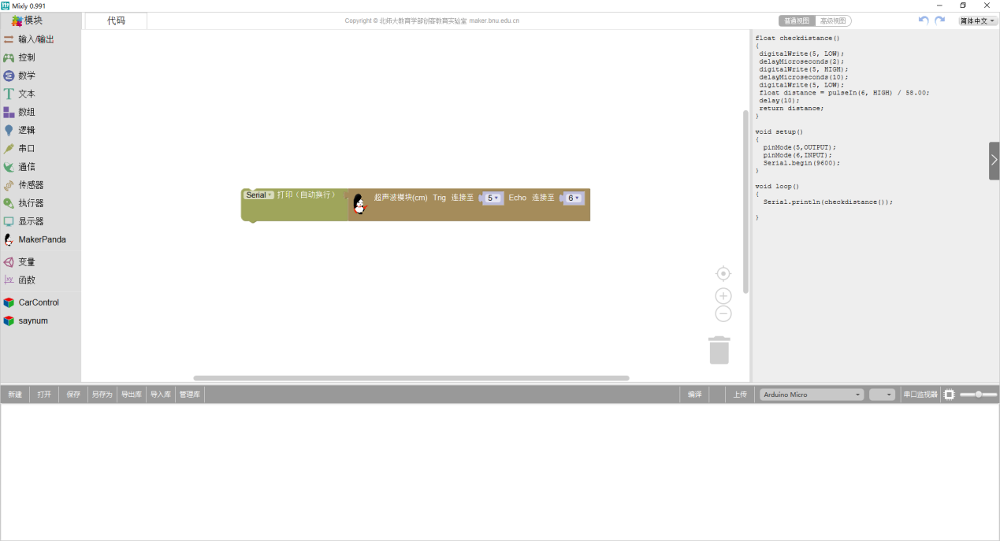 Mixly 0.991
模块
代码
Copyright © 北师大教育学部创客教育实验室 maker.bnu.edu.cn
普通视图 高级视图
简体中文
输入/输出
控制
数学
文本
数组
逻辑
串口
通信
传感器
执行器
显示器
MakerPanda
变量
函数
CarControl
saynum
Serial 打印（自动换行） 超声波模块(cm) Trig 连接至 5 Echo 连接至 6
float checkdistance()
{
digitalWrite(5, LOW);
delayMicroseconds(2);
digitalWrite(5, HIGH);
delayMicroseconds(10);
digitalWrite(5, LOW);
float distance = pulseIn(6, HIGH) / 58.00;
delay(10);
return distance;
}
void setup()
{
pinMode(5,OUTPUT);
pinMode(6,INPUT);
Serial.begin(9600);
}
void loop()
{
Serial.println(checkdistance());
}
新建 打开 保存 另存为 导出库 导入库 管理库 编译 上传 Arduino Micro 串口监视器